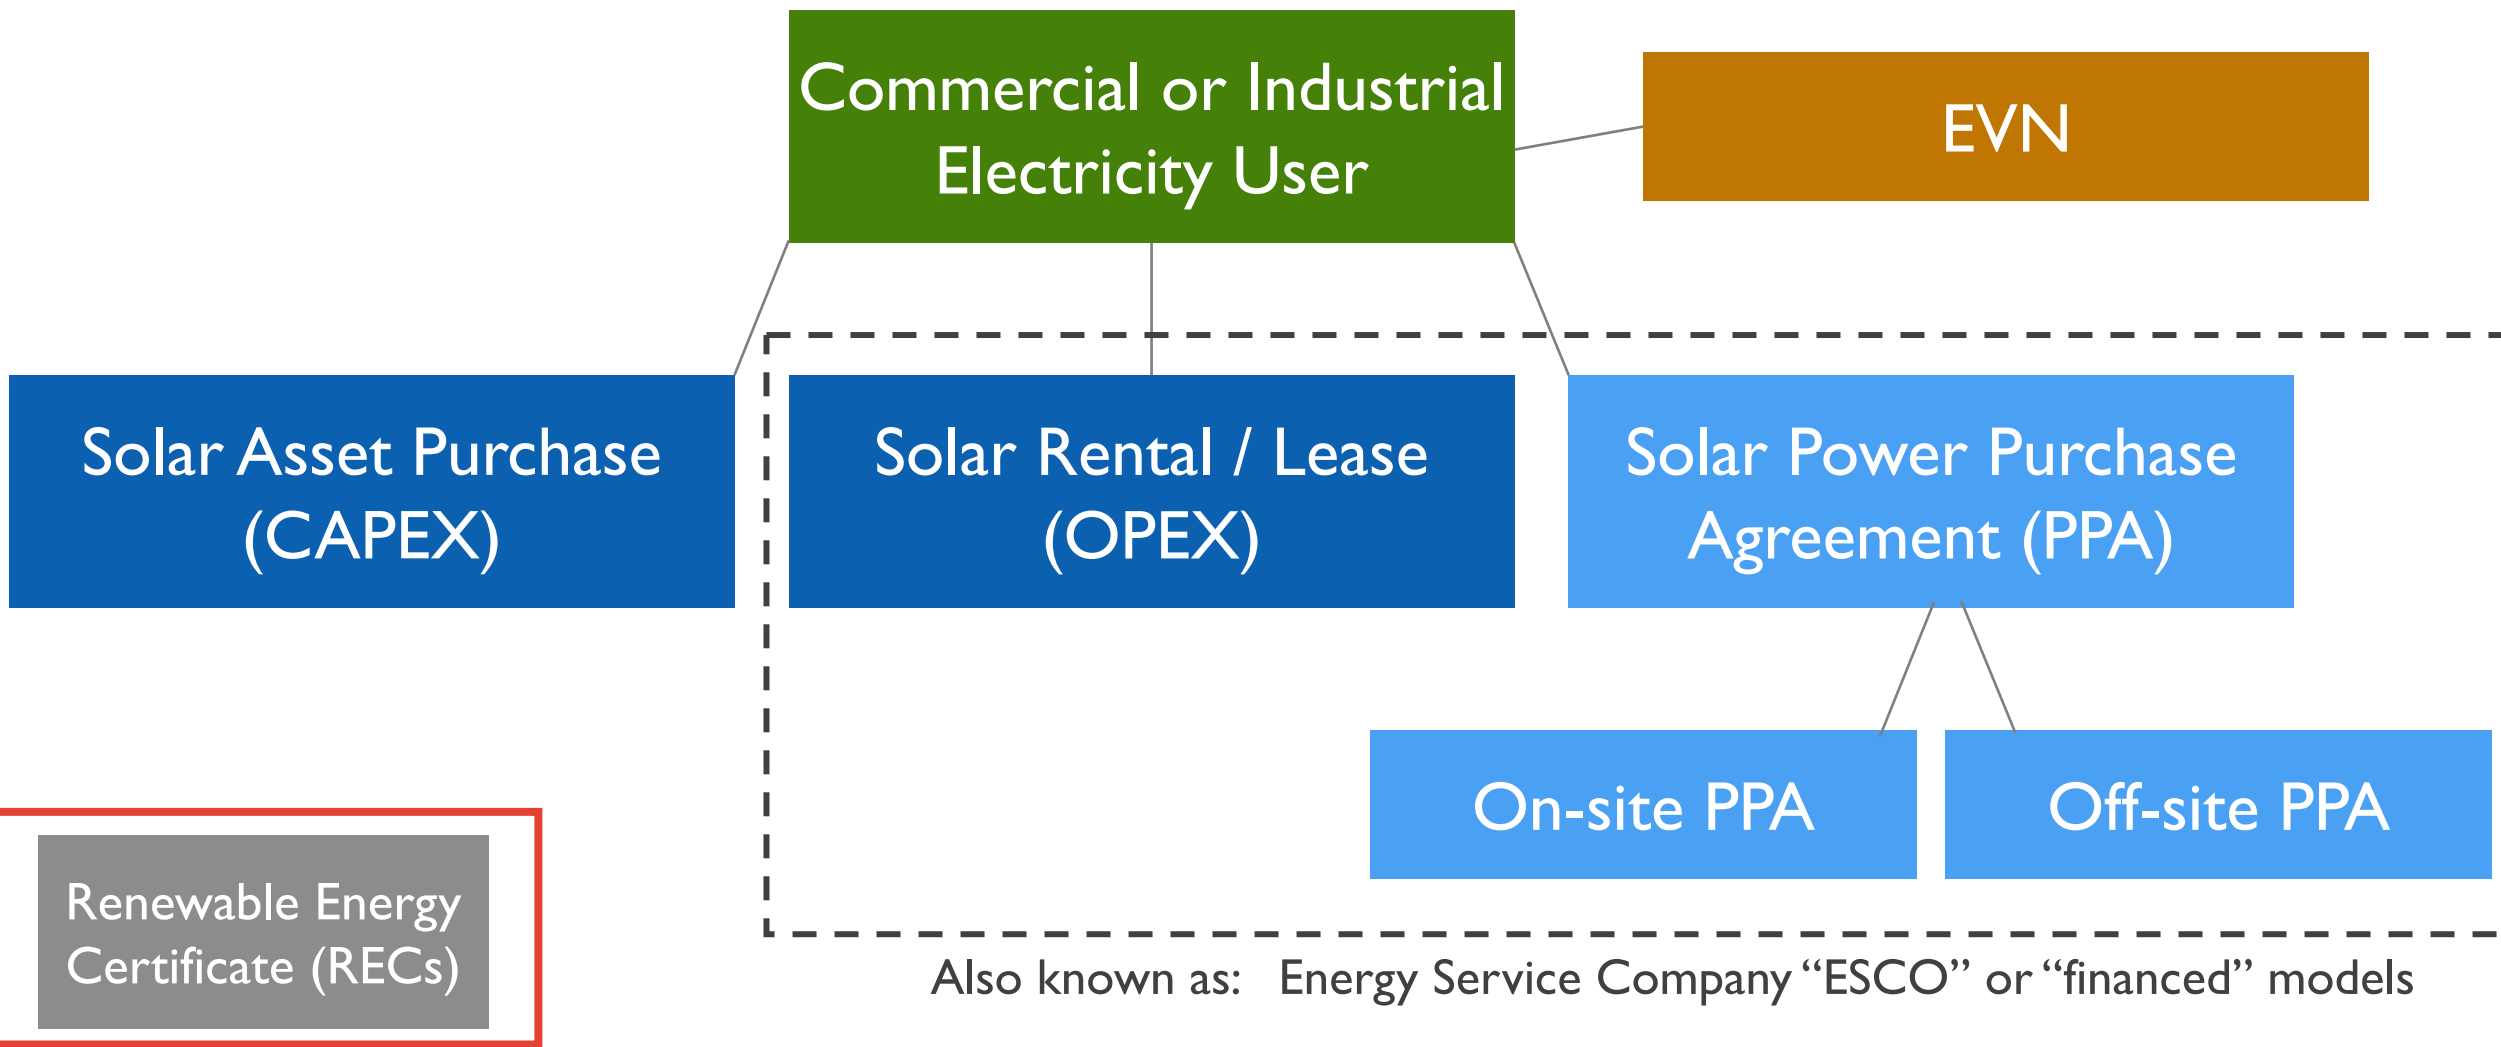 Commercial or Industrial
Electricity User
EVN
Solar Asset Purchase
(CAPEX)
Solar Rental / Lease
(OPEX)
Solar Power Purchase
Agreement (PPA)
On-site PPA
Off-site PPA
Renewable Energy
Certificate (REC)
Also known as:  Energy Service Company “ESCO” or “financed” models